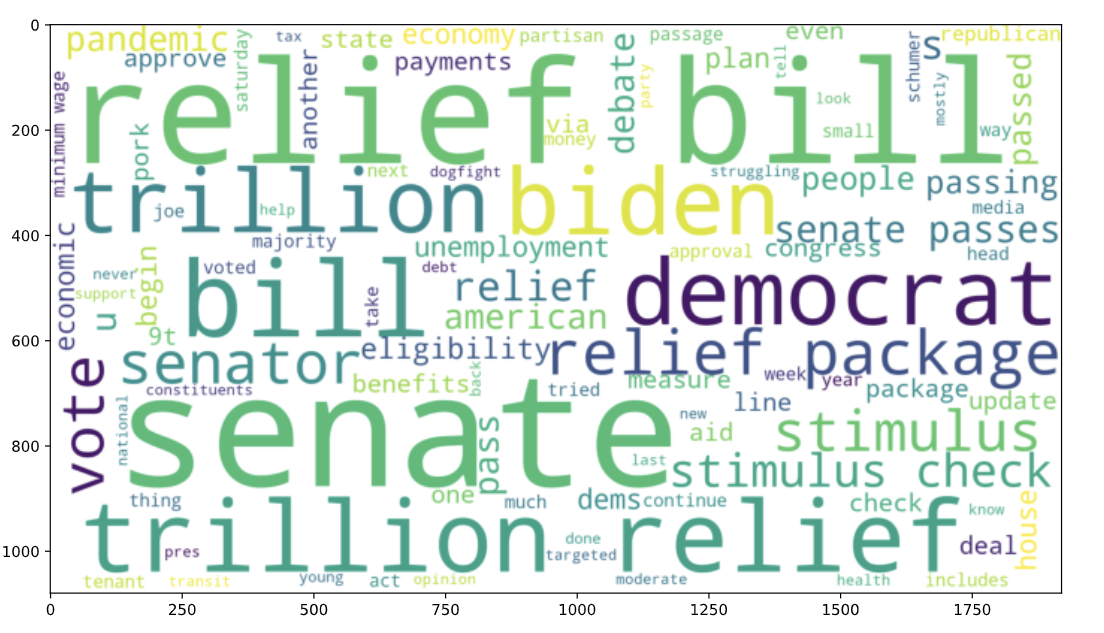 0
200
400
600
800
1000
0 250 500 750 1000 1250 1500 1750
pandemic tax state economy partisan passage even schumer s republican
approve saturday another payments debate party plan tell mostly passed
relief bill
minimum wage pork via money look small way
trillion next dogfight biden struggling people passing
joe help media
senate passes
economic majority unemployment approval congress head
never begin voted debt democrat
support bill take relief
u american
9t
senator eligibility relief package
vote constituents benefits back tried measure week year package
national senate pass new line update
aid stimulus
last stimulus check
thing one much dems continue check know house
trillion relief
pres done targeted deal
tenant transit young act opinion moderate health includes